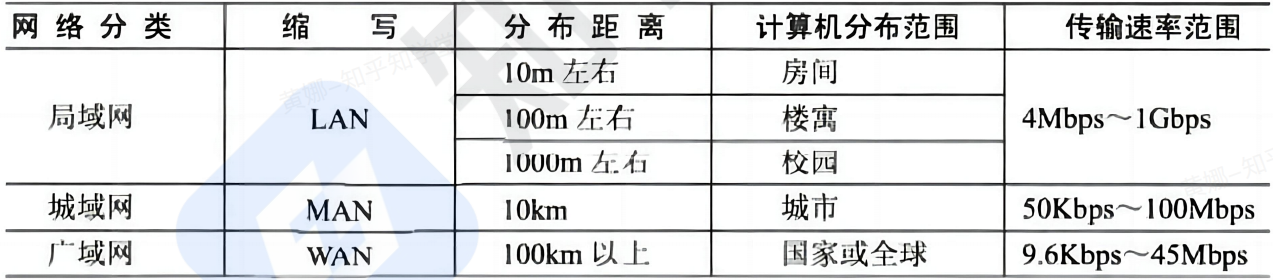 网络分类 缩写 分布距离 计算机分布范围 传输速率范围
10m 左右 房间
局域网 LAN 100m 左右 楼寓 4Mbps～1Gbps
1000m 左右 校园
城域网 MAN 10km 城市 50Kbps～100Mbps
广域网 WAN 100km 以上 国家或全球 9.6Kbps～45Mbps